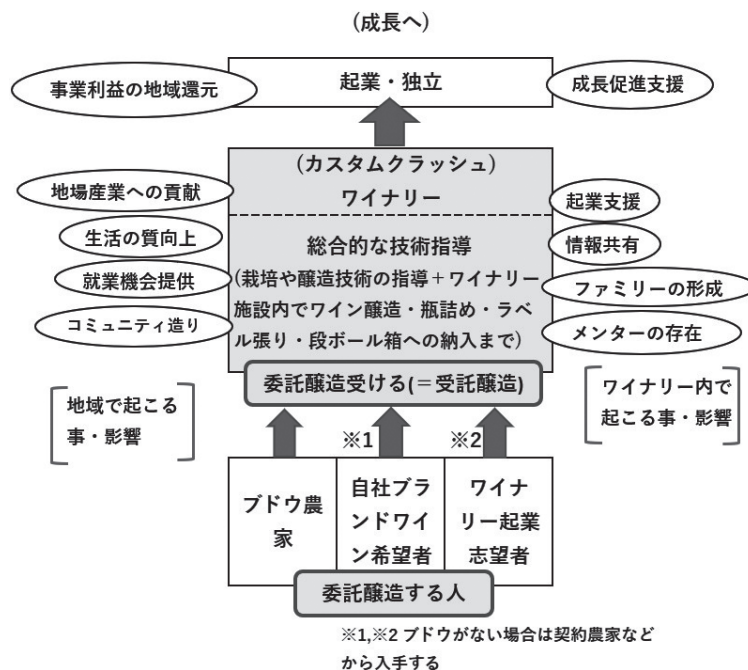 (成長へ)
事業利益の地域還元
起業・独立
成長促進支援
(カスタムクラッシュ)
ワイナリー
地場産業への貢献
起業支援
生活の質向上
総合的な技術指導
情報共有
就業機会提供
(栽培や醸造技術の指導＋ワイナリー
施設内でワイン醸造・瓶詰め・ラベ
ル張り・段ボール箱への納入まで)
ファミリーの形成
コミュニティ造り
メンターの存在
委託醸造受ける(＝受託醸造)
地域で起こる
事・影響
ワイナリー内で
起こる事・影響
※1
※2
ブドウ農
家
自社ブラ
ンドワイ
ン希望者
ワイナ
リー起業
志望者
委託醸造する人
※1,※2 ブドウがない場合は契約農家など
から入手する